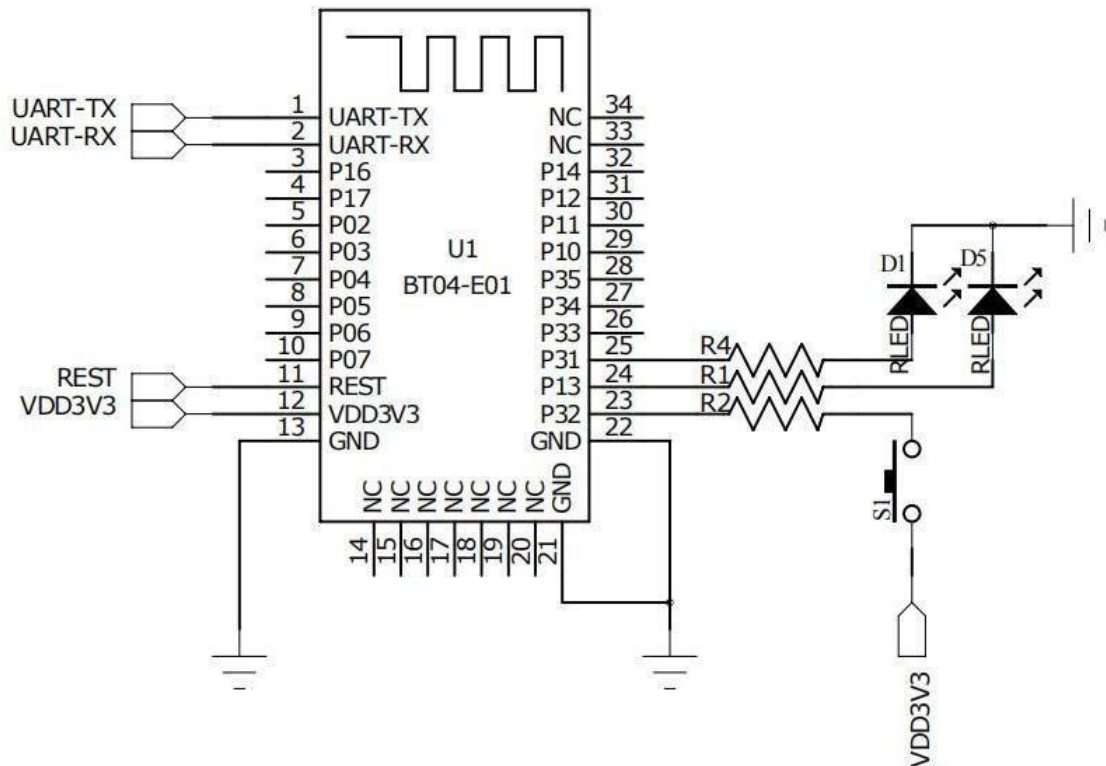 UART-TX
UART-RX
1
UART-TX
2
UART-RX
3
P16
4
P17
5
P02
6
P03
7
P04
8
P05
9
P06
10
P07
REST
11
REST
VDD3V3
12
VDD3V3
13
GND
U1
BT04-E01
NC
34
NC
33
P14
32
P12
31
P11
30
P10
29
P35
28
P34
27
P33
26
P31
25
P13
24
P32
23
GND
22
NC
NC
NC
NC
NC
NC
NC
GND
14
15
16
17
18
19
20
21
R4
R1
R2
D1
D5
RLED
RLED
S1
VDD3V3